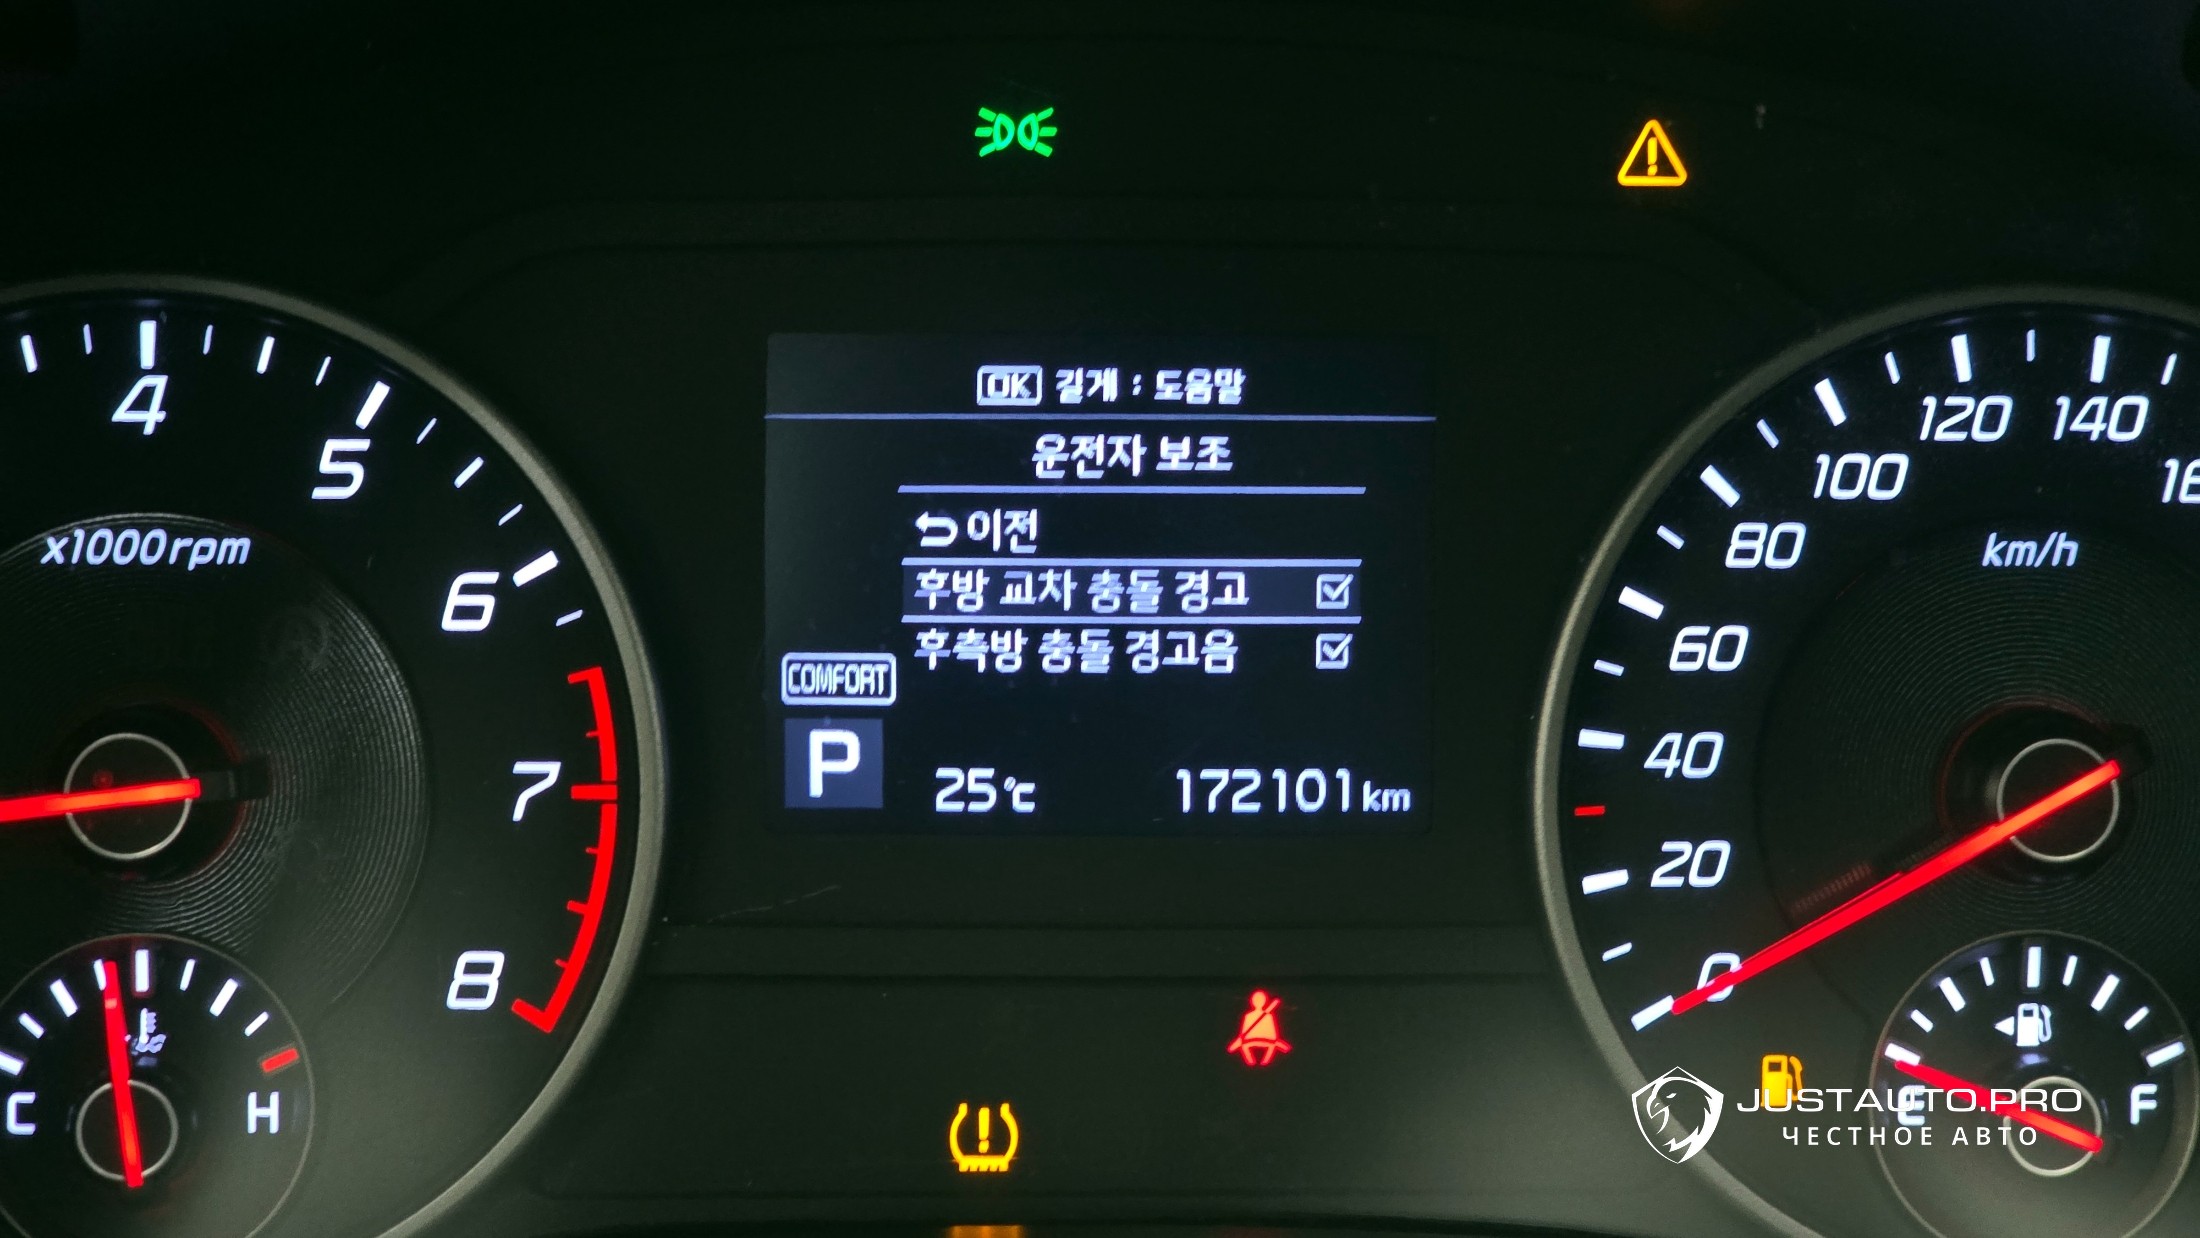 OK 길게 : 도움말
운전자 보조
이전
후방 교차 충돌 경고
후측방 충돌 경고음
COMFORT
P
25℃ 172101km
4
5
6
7
8
x1000rpm
C H
0
20
40
60
80
100
120
140
km/h
E F
JUSTAUTO.PRO
ЧЕСТНОЕ АВТО